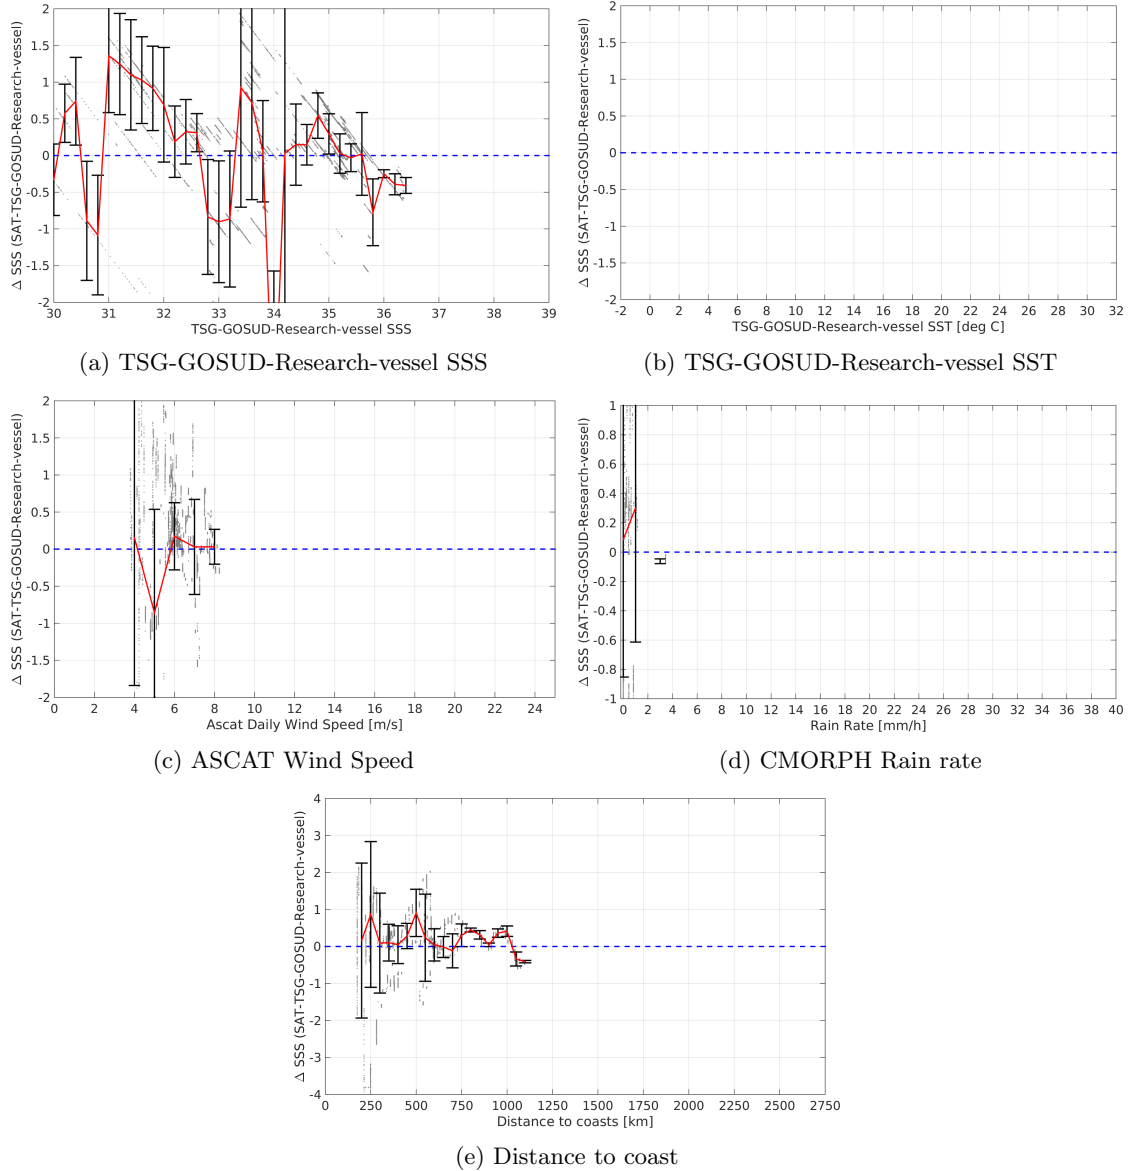 2
1.5
1
0.5
0
-0.5
-1
-1.5
-2
Δ SSS (SAT-TSG-GOSUD-Research-vessel)
30 31 32 33 34 35 36 37 38 39
TSG-GOSUD-Research-vessel SSS
(a) TSG-GOSUD-Research-vessel SSS
2
1.5
1
0.5
0
-0.5
-1
-1.5
-2
Δ SSS (SAT-TSG-GOSUD-Research-vessel)
-2 0 2 4 6 8 10 12 14 16 18 20 22 24 26 28 30 32
TSG-GOSUD-Research-vessel SST [deg C]
(b) TSG-GOSUD-Research-vessel SST
2
1.5
1
0.5
0
-0.5
-1
-1.5
-2
Δ SSS (SAT-TSG-GOSUD-Research-vessel)
0 2 4 6 8 10 12 14 16 18 20 22 24
Ascat Daily Wind Speed [m/s]
(c) ASCAT Wind Speed
1
0.8
0.6
0.4
0.2
0
-0.2
-0.4
-0.6
-0.8
-1
Δ SSS (SAT-TSG-GOSUD-Research-vessel)
0 2 4 6 8 10 12 14 16 18 20 22 24 26 28 30 32 34 36 38 40
Rain Rate [mm/h]
(d) CMORPH Rain rate
4
3
2
1
0
-1
-2
-3
-4
Δ SSS (SAT-TSG-GOSUD-Research-vessel)
0 250 500 750 1000 1250 1500 1750 2000 2250 2500 2750
Distance to coasts [km]
(e) Distance to coast